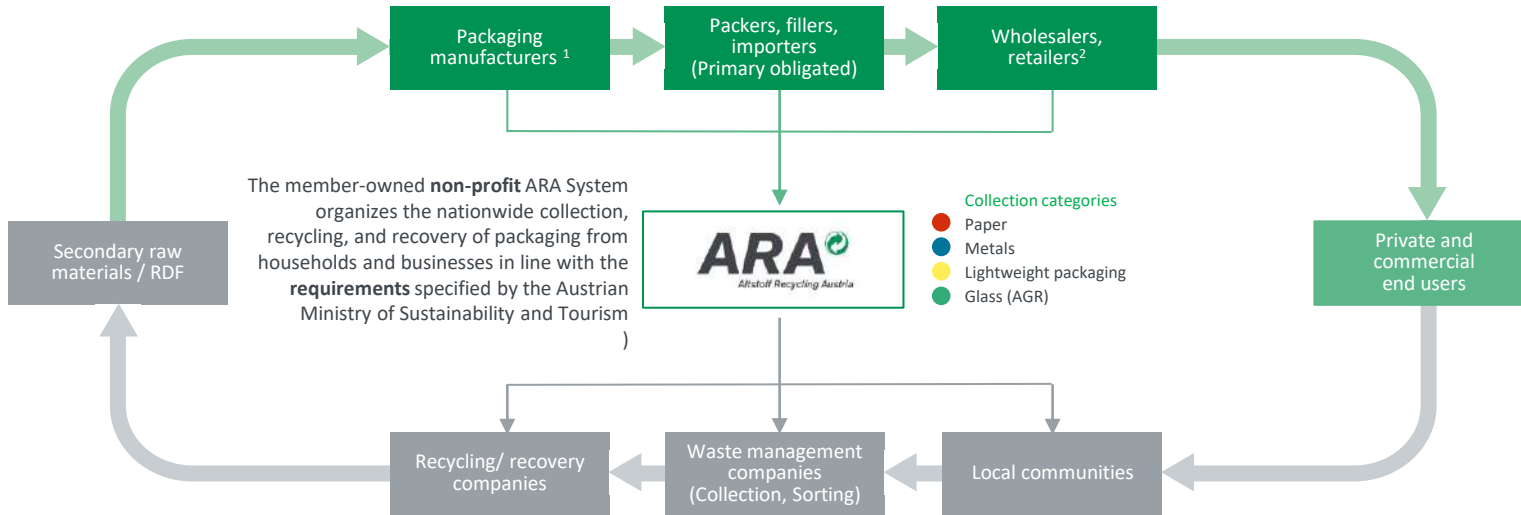 Packaging
manufacturers 1
Packers, fillers,
importers
(Primary obligated)
Wholesalers,
retailers2
The member-owned non-profit ARA System
organizes the nationwide collection,
recycling, and recovery of packaging from
households and businesses in line with the
requirements specified by the Austrian
Ministry of Sustainability and Tourism
)
ARA
Altstoff Recycling Austria
Collection categories
Paper
Metals
Lightweight packaging
Glass (AGR)
Secondary raw
materials / RDF
Private and
commercial
end users
Recycling/ recovery
companies
Waste management
companies
(Collection, Sorting)
Local communities